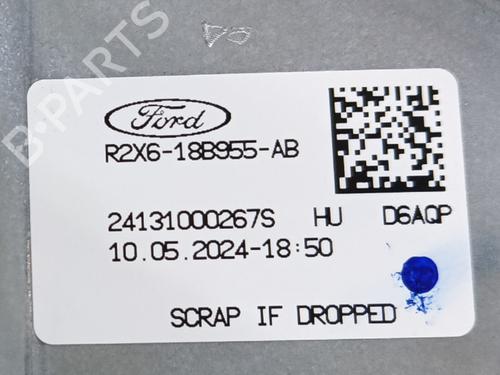 B-PARTS
Ford
R2X6-18B955-AB
24131000267S HU D6AQP
10.05.2024-18:50
SCRAP IF DROPPED